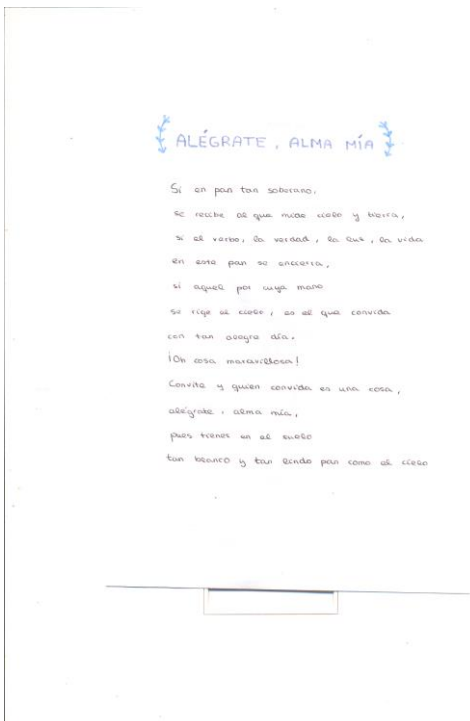 ALÉGRATE, ALMA MÍA
Si en pan tan soberano,
se recibe al que mide cielo y tierra,
si el verbo, la verdad, la luz, la vida
en este pan se encierra,
si aquel por cuya mano
se rige el cielo, es el que convida
con tan alegre día.
¡Oh cosa maravillosa!
Convite y quien convida es una cosa,
alégrate, alma mía,
pues tienes en el suelo
tan blanco y tan lindo pan como el cielo